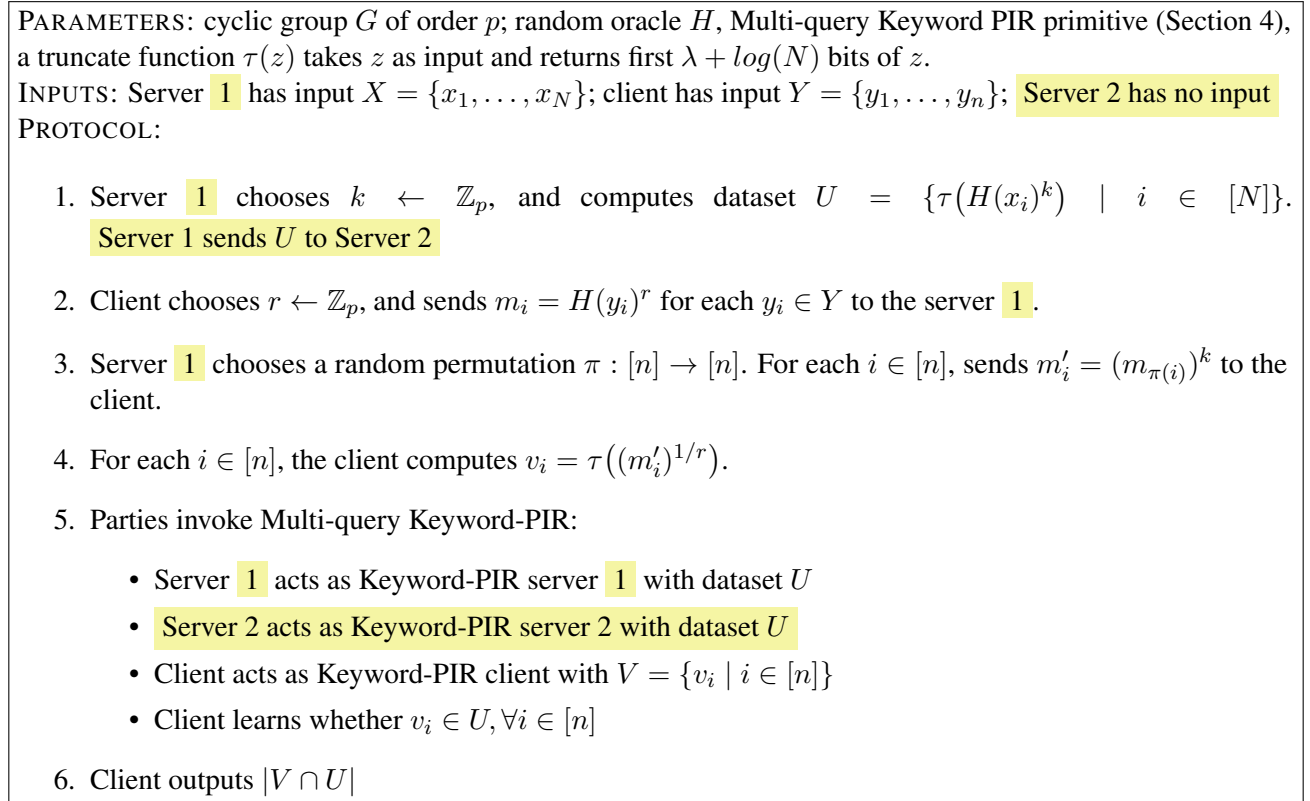 PARAMETERS: cyclic group G of order p; random oracle H, Multi-query Keyword PIR primitive (Section 4),
a truncate function τ(z) takes z as input and returns first λ + log(N) bits of z.
INPUTS: Server 1 has input X = {x₁, . . . , x_N}; client has input Y = {y₁, . . . , yₙ}; Server 2 has no input
PROTOCOL:
1. Server 1 chooses k ← ℤₚ, and computes dataset U = {τ(H(xᵢ)ᵏ) | i ∈ [N]}.
Server 1 sends U to Server 2
2. Client chooses r ← ℤₚ, and sends mᵢ = H(yᵢ)ʳ for each yᵢ ∈ Y to the server 1.
3. Server 1 chooses a random permutation π : [n] → [n]. For each i ∈ [n], sends m′ᵢ = (m_π(i))ᵏ to the
client.
4. For each i ∈ [n], the client computes vᵢ = τ((m′ᵢ)^{1/r}).
5. Parties invoke Multi-query Keyword-PIR:
• Server 1 acts as Keyword-PIR server 1 with dataset U
• Server 2 acts as Keyword-PIR server 2 with dataset U
• Client acts as Keyword-PIR client with V = {vᵢ | i ∈ [n]}
• Client learns whether vᵢ ∈ U, ∀i ∈ [n]
6. Client outputs |V ∩ U|